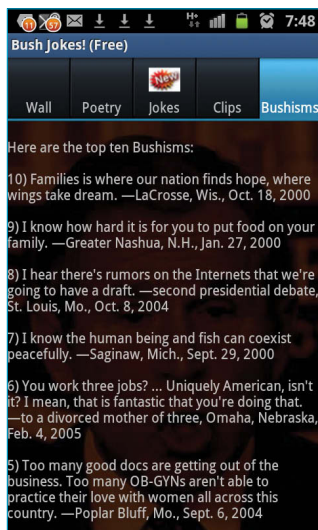 11 57 H+ 7:48
Bush Jokes! (Free)
New
Wall Poetry Jokes Clips Bushisms
Here are the top ten Bushisms:
10) Families is where our nation finds hope, where
wings take dream. —LaCrosse, Wis., Oct. 18, 2000
9) I know how hard it is for you to put food on your
family. —Greater Nashua, N.H., Jan. 27, 2000
8) I hear there's rumors on the Internets that we're
going to have a draft. —second presidential debate,
St. Louis, Mo., Oct. 8, 2004
7) I know the human being and fish can coexist
peacefully. —Saginaw, Mich., Sept. 29, 2000
6) You work three jobs? ... Uniquely American, isn't
it? I mean, that is fantastic that you're doing that.
—to a divorced mother of three, Omaha, Nebraska,
Feb. 4, 2005
5) Too many good docs are getting out of the
business. Too many OB-GYNs aren't able to
practice their love with women all across this
country. —Poplar Bluff, Mo., Sept. 6, 2004